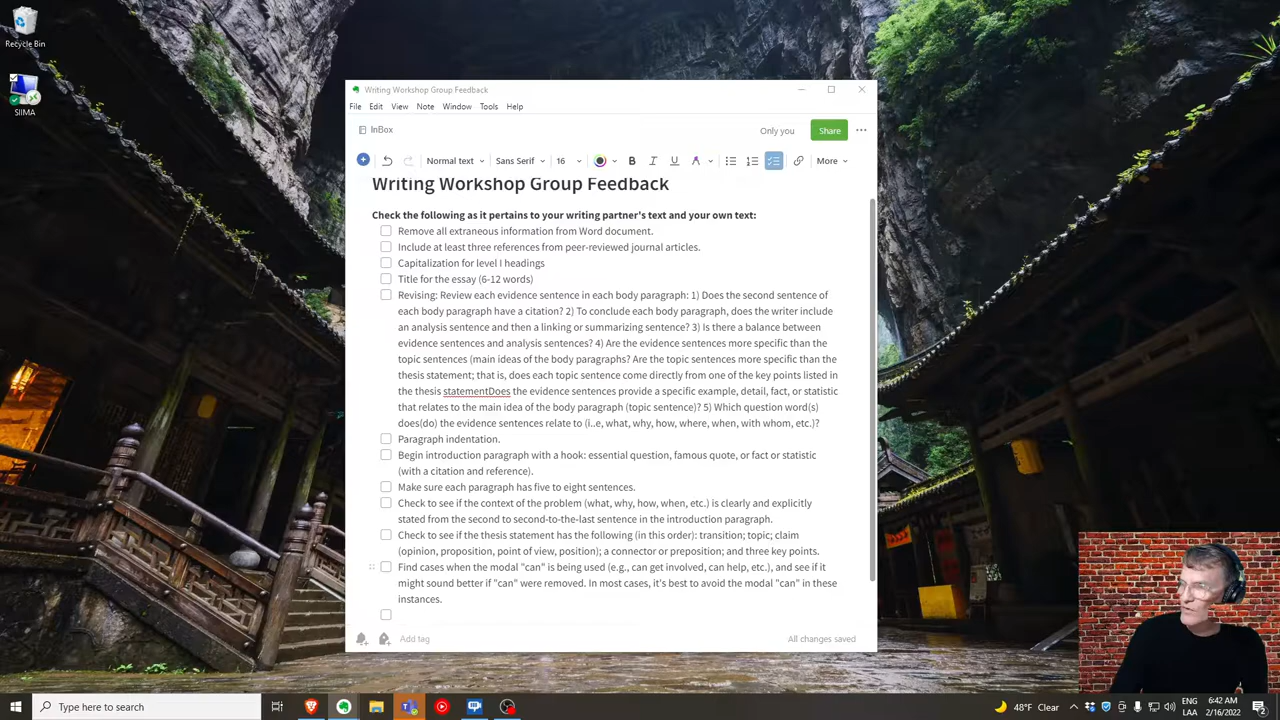 Recycle Bin
SIIMA
Writing Workshop Group Feedback
File Edit View Note Window Tools Help
InBox
Only you
Share
Normal text
Sans Serif
16
B I U A
More
Writing Workshop Group Feedback
Check the following as it pertains to your writing partner's text and your own text:
Remove all extraneous information from Word document.
Include at least three references from peer-reviewed journal articles.
Capitalization for level I headings
Title for the essay (6-12 words)
Revising: Review each evidence sentence in each body paragraph: 1) Does the second sentence of
each body paragraph have a citation? 2) To conclude each body paragraph, does the writer include
an analysis sentence and then a linking or summarizing sentence? 3) Is there a balance between
evidence sentences and analysis sentences? 4) Are the evidence sentences more specific than the
topic sentences (main ideas of the body paragraphs? Are the topic sentences more specific than the
thesis statement; that is, does each topic sentence come directly from one of the key points listed in
the thesis statementDoes the evidence sentences provide a specific example, detail, fact, or statistic
that relates to the main idea of the body paragraph (topic sentence)? 5) Which question word(s)
does(do) the evidence sentences relate to (i..e, what, why, how, where, when, with whom, etc.)?
Paragraph indentation.
Begin introduction paragraph with a hook: essential question, famous quote, or fact or statistic
(with a citation and reference).
Make sure each paragraph has five to eight sentences.
Check to see if the context of the problem (what, why, how, when, etc.) is clearly and explicitly
stated from the second to second-to-the-last sentence in the introduction paragraph.
Check to see if the thesis statement has the following (in this order): transition; topic; claim
(opinion, proposition, point of view, position); a connector or preposition; and three key points.
Find cases when the modal "can" is being used (e.g., can get involved, can help, etc.), and see if it
might sound better if "can" were removed. In most cases, it's best to avoid the modal "can" in these
instances.
Add tag
All changes saved
Type here to search
48°F Clear
ENG
LAA
6:42 AM
2/16/2022